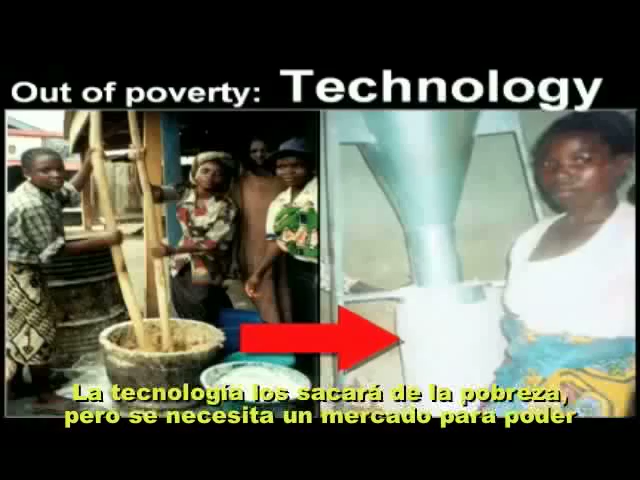 Out of poverty: Technology
La tecnología los sacará de la pobreza,
pero se necesita un mercado para poder